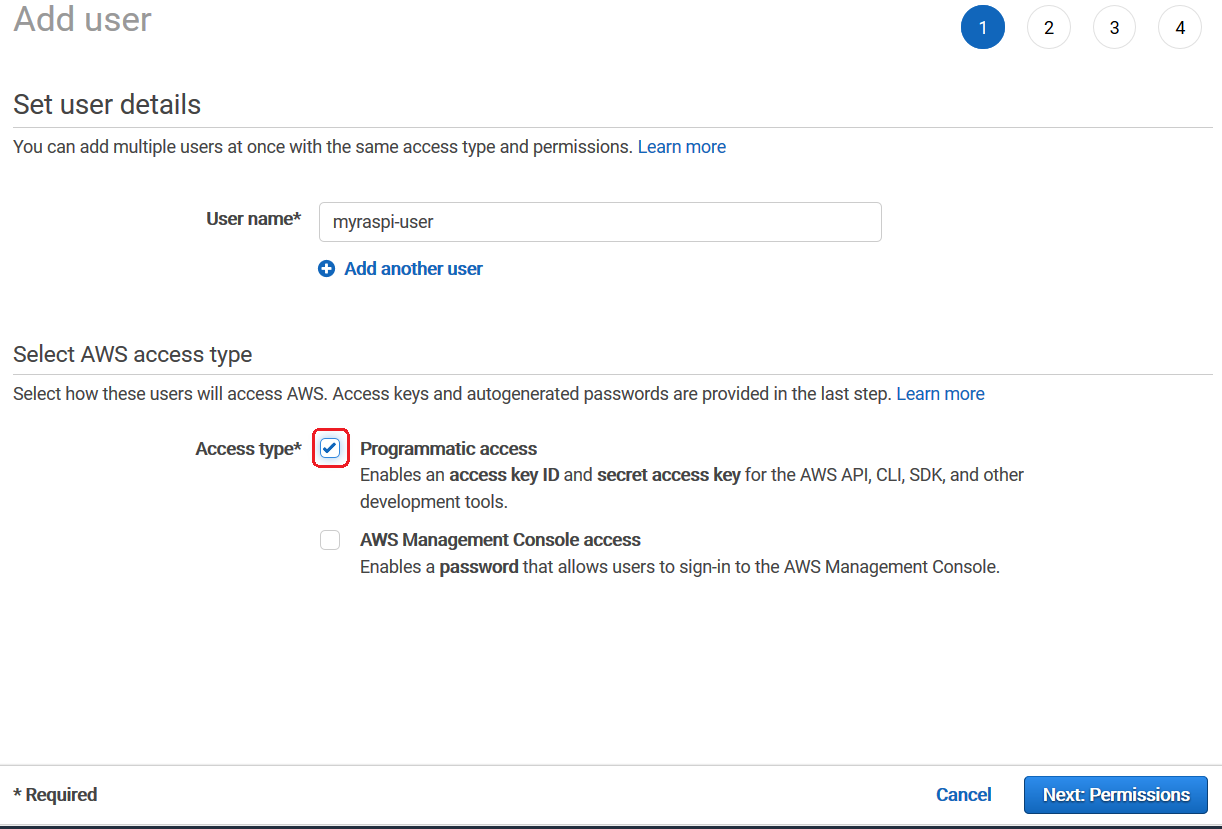 Add user
1 2 3 4
Set user details
You can add multiple users at once with the same access type and permissions. Learn more
User name* myraspi-user
Add another user
Select AWS access type
Select how these users will access AWS. Access keys and autogenerated passwords are provided in the last step. Learn more
Access type* Programmatic access
Enables an access key ID and secret access key for the AWS API, CLI, SDK, and other
development tools.
AWS Management Console access
Enables a password that allows users to sign-in to the AWS Management Console.
* Required Cancel Next: Permissions